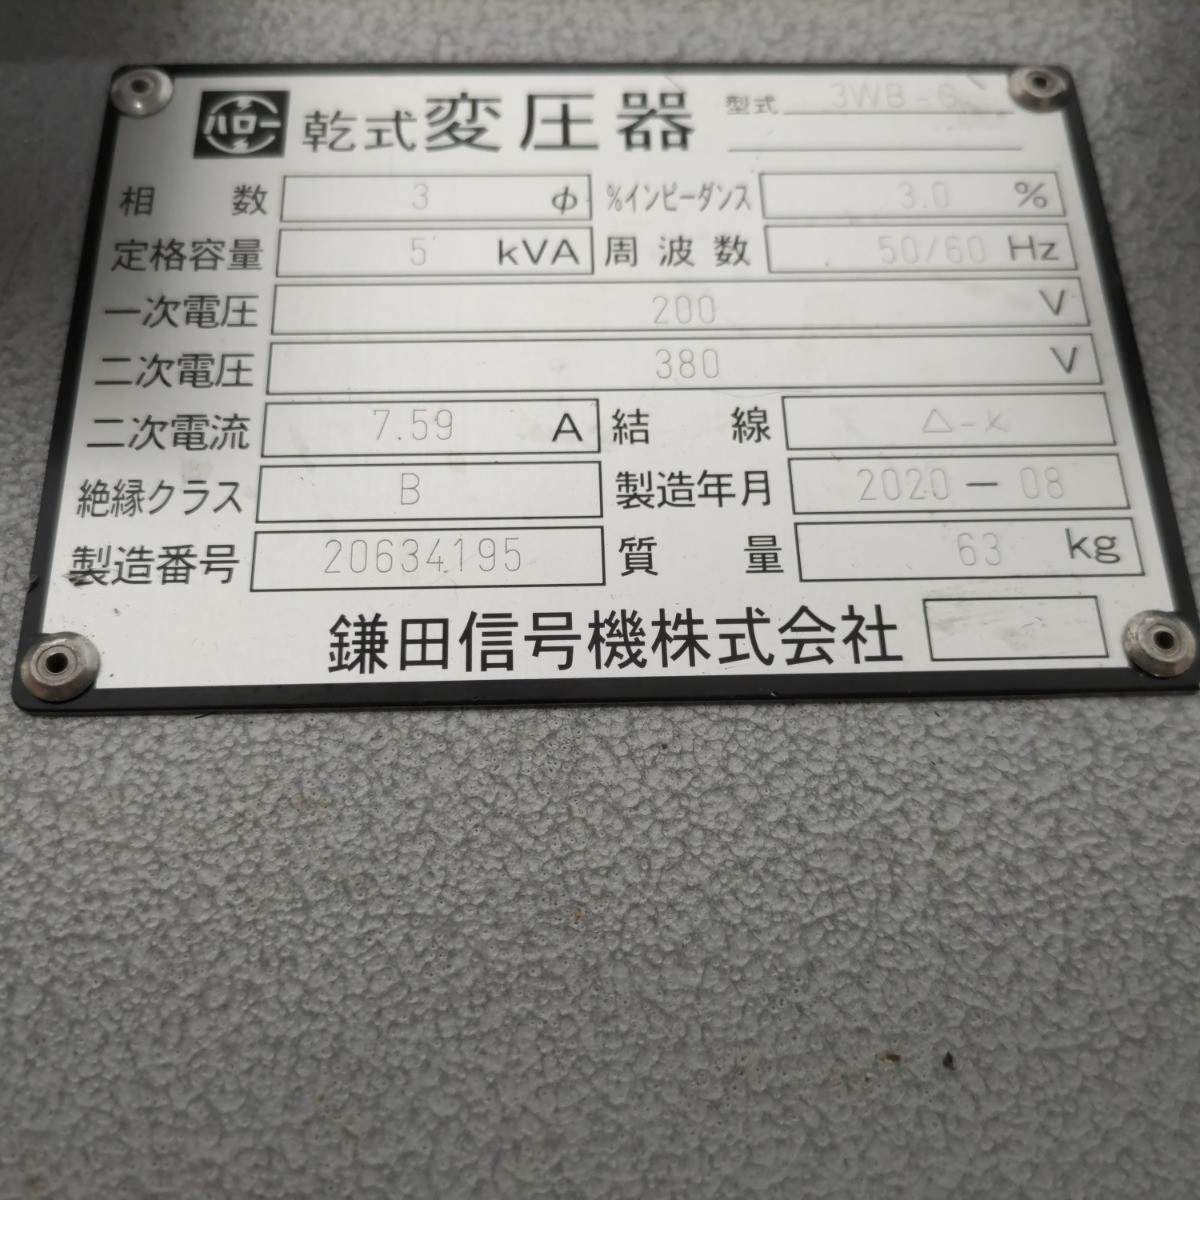 ハロー 乾式変圧器 型式 3WB-G
相数 3 φ %インピーダンス 3.0 %
定格容量 5 kVA 周波数 50/60 Hz
一次電圧 200 V
二次電圧 380 V
二次電流 7.59 A 結線 △-
絶縁クラス B 製造年月 2020-08
製造番号 20634195 質量 63 kg
鎌田信号機株式会社